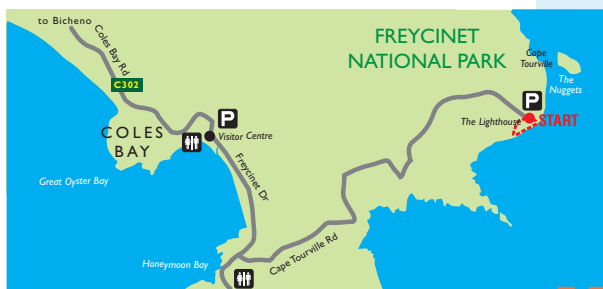 to Bicheno
Coles Bay Rd
C302
FREYCINET
NATIONAL PARK
Cape
Tourville
The
Nuggets
P
The Lighthouse
START
COLES
BAY
P
Visitor Centre
Great Oyster Bay
Freycinet Dr
Honeymoon Bay
Cape Tourville Rd